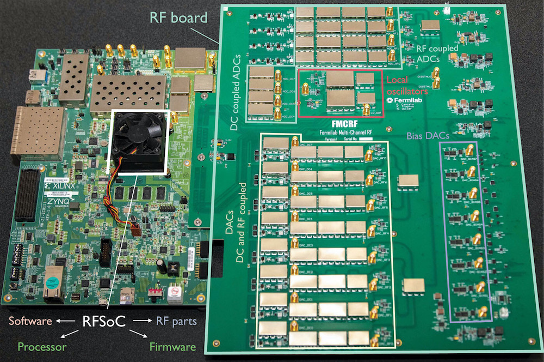 RF board
RF coupled
ADCs
DC coupled ADCs
Local
oscillators
Fermilab
FMCRF
Fermilab Multi-Channel RF
Bias DACs
DACs
DC and RF coupled
XILINX
ZYNQ
Software
RFSoC
RF parts
Processor
Firmware